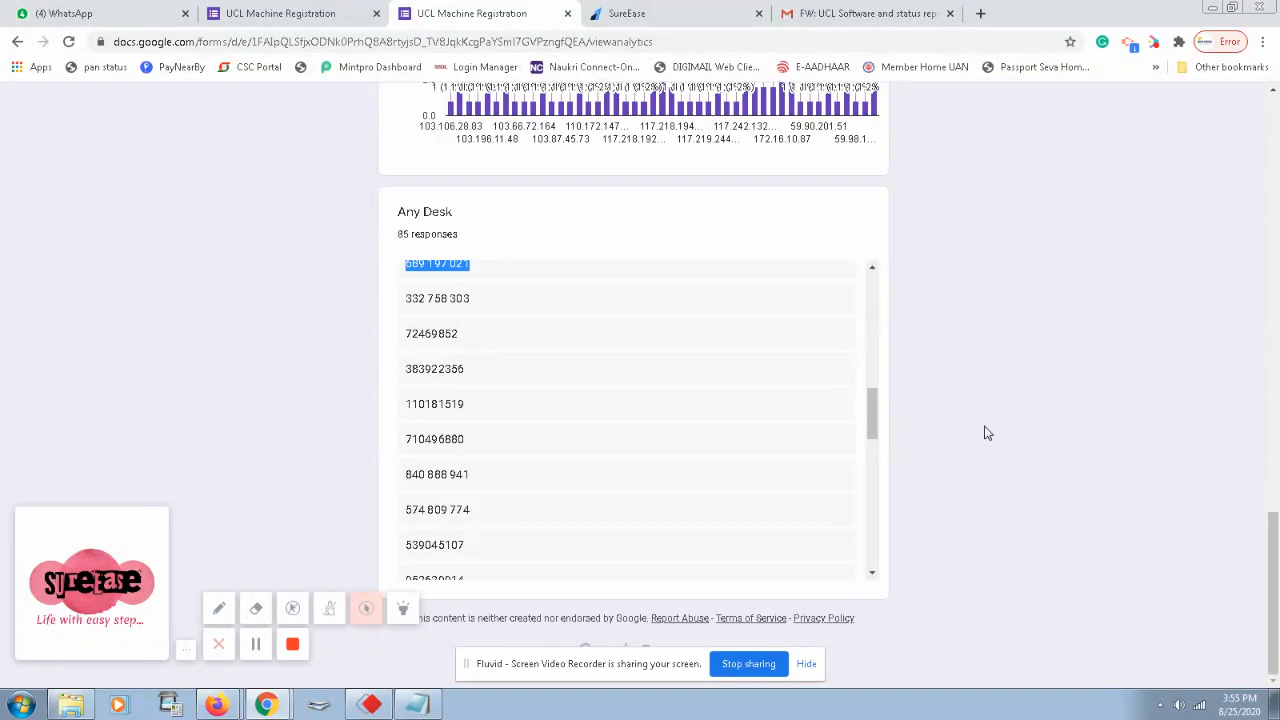 (4) WhatsApp
UCL Machine Registration
UCL Machine Registration
SureEase
FW: UCL Software and status rep
docs.google.com/forms/d/e/1FAIpQLSfjxODNk0PrhQ8A8rtvjsD_TV8JxKcgPaYSmI7GVPzngfQEA/viewanalytics
Error
Apps
pan status
PayNearBy
CSC Portal
Mintpro Dashboard
Login Manager
Naukri Connect-On...
DIGIMAIL Web Clie...
E-AADHAAR
Member Home UAN
Passport Seva Hom...
»
Other bookmarks
0.0
103.106.28.83 103.66.72.164 110.172.147... 117.218.194... 117.242.132... 59.90.201.51
103.196.11.48 103.87.45.73 117.218.192... 117.219.244... 172.16.10.87 59.98.1...
Any Desk
85 responses
689 197 021
332 758 303
72469852
383922356
110181519
710496880
840 888 941
574 809 774
539045107
SUREEASE
Life with easy step...
...
his content is neither created nor endorsed by Google. Report Abuse - Terms of Service - Privacy Policy
Fluvid - Screen Video Recorder is sharing your screen.
Stop sharing
Hide
3:55 PM
8/25/2020